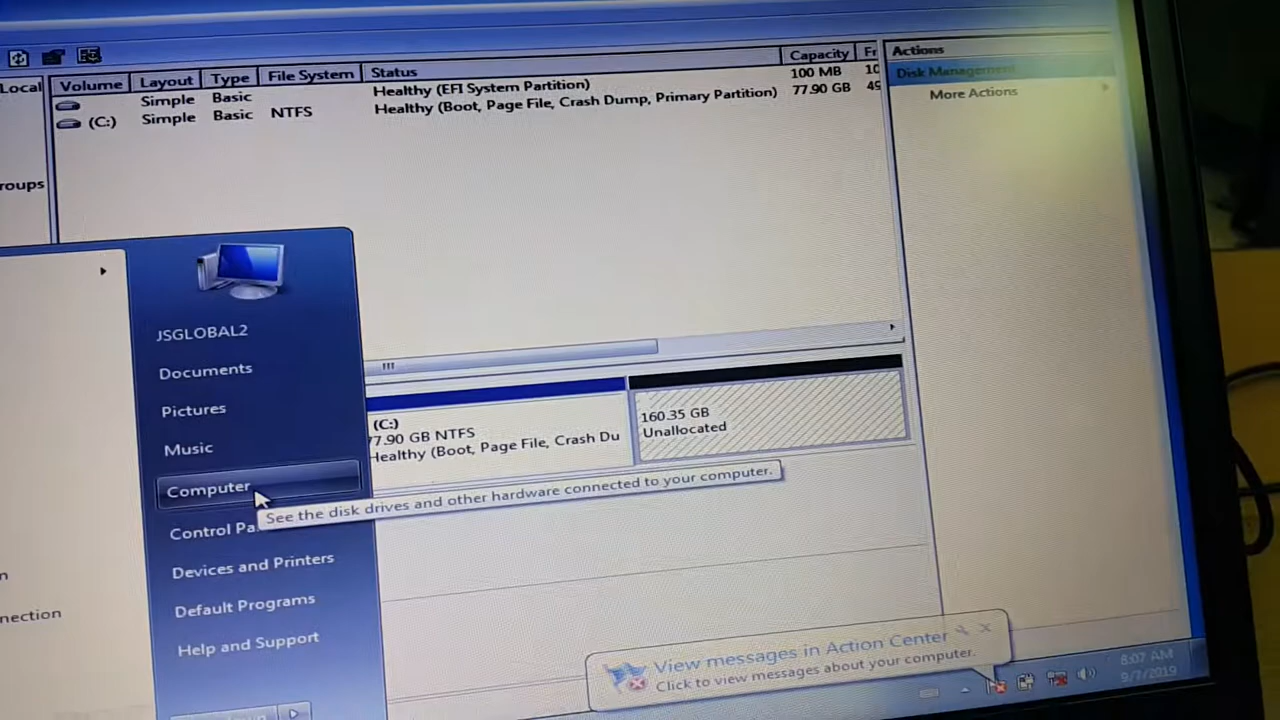 Local
Volume Layout Type File System Status Capacity Fr
Simple Basic Healthy (EFI System Partition) 100 MB 10
(C:) Simple Basic NTFS Healthy (Boot, Page File, Crash Dump, Primary Partition) 77.90 GB 49
Actions
Disk Management
More Actions
roups
JSGLOBAL2
Documents
Pictures
Music
Computer
See the disk drives and other hardware connected to your computer.
Control Pa
Devices and Printers
Default Programs
Help and Support
n
nection
(C:)
77.90 GB NTFS
Healthy (Boot, Page File, Crash Du
160.35 GB
Unallocated
View messages in Action Center
Click to view messages about your computer.
8:07 AM
9/7/2019